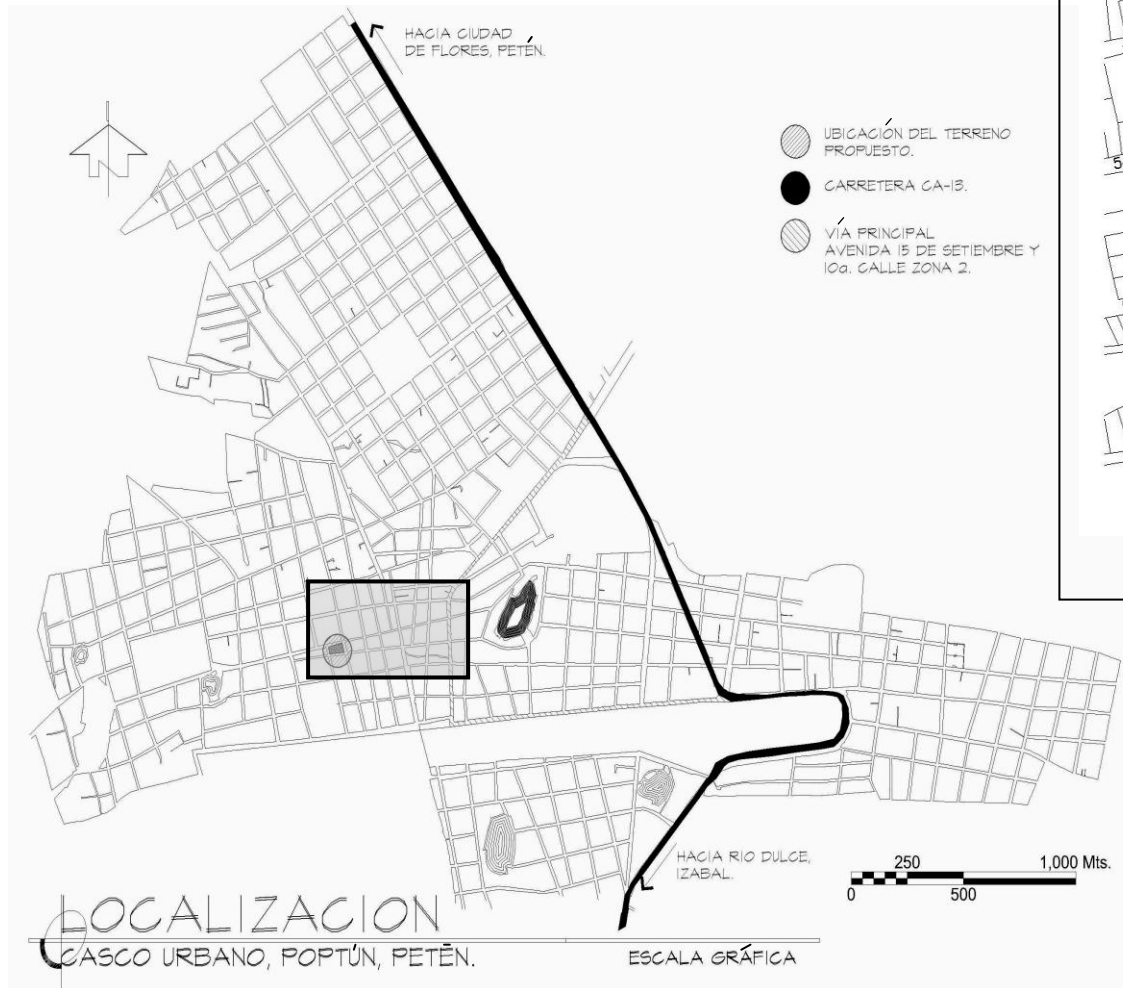 HACIA CIUDAD
DE FLORES, PETÉN.
N
UBICACIÓN DEL TERRENO
PROPUESTO.
CARRETERA CA-13.
VÍA PRINCIPAL
AVENIDA 15 DE SETIEMBRE Y
10a. CALLE ZONA 2.
5
HACIA RIO DULCE,
IZABAL.
250 1,000 Mts.
0 500
LOCALIZACION
CASCO URBANO, POPTÚN, PETÉN.
ESCALA GRÁFICA